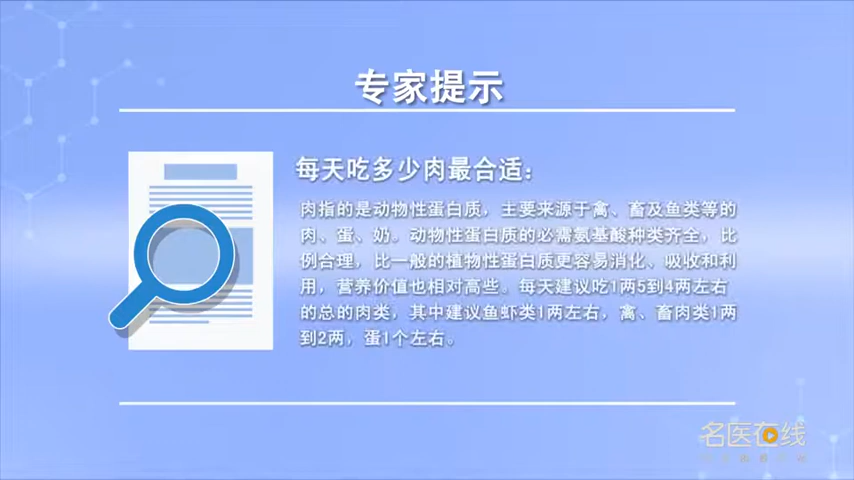 专家提示
每天吃多少肉最合适：
肉指的是动物性蛋白质，主要来源于禽、畜及鱼类等的
肉、蛋、奶。动物性蛋白质的必需氨基酸种类齐全，比
例合理，比一般的植物性蛋白质更容易消化、吸收和利
用，营养价值也相对高些。每天建议吃1两5到4两左右
的总的肉类，其中建议鱼虾类1两左右，禽、畜肉类1两
到2两，蛋1个左右。
名医在线